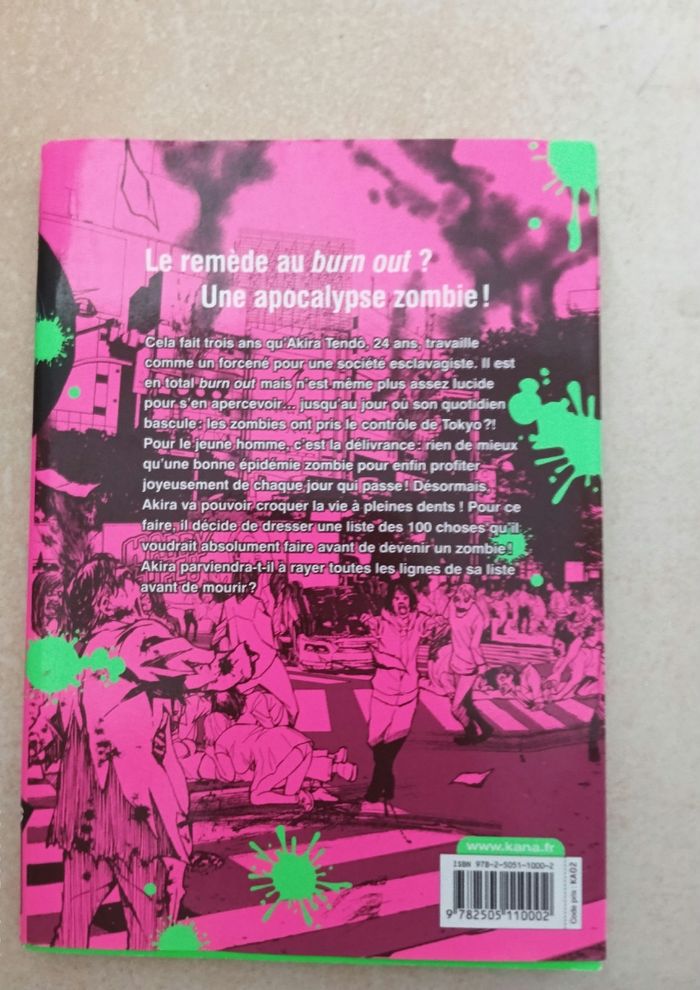 Le remède au burn out ?
Une apocalypse zombie !
Cela fait trois ans qu'Akira Tendô, 24 ans, travaille
comme un forcené pour une société esclavagiste. Il est
en total burn out mais n'est même plus assez lucide
pour s'en apercevoir... jusqu'au jour où son quotidien
bascule : les zombies ont pris le contrôle de Tokyo ?!
Pour le jeune homme, c'est la délivrance : rien de mieux
qu'une bonne épidémie zombie pour enfin profiter
joyeusement de chaque jour qui passe ! Désormais,
Akira va pouvoir croquer la vie à pleines dents ! Pour ce
faire, il décide de dresser une liste des 100 choses qu'il
voudrait absolument faire avant de devenir un zombie !
Akira parviendra-t-il à rayer toutes les lignes de sa liste
avant de mourir ?
www.kana.fr
ISBN 978-2-5051-1000-2
9 782505 110002
Code prix : KA02